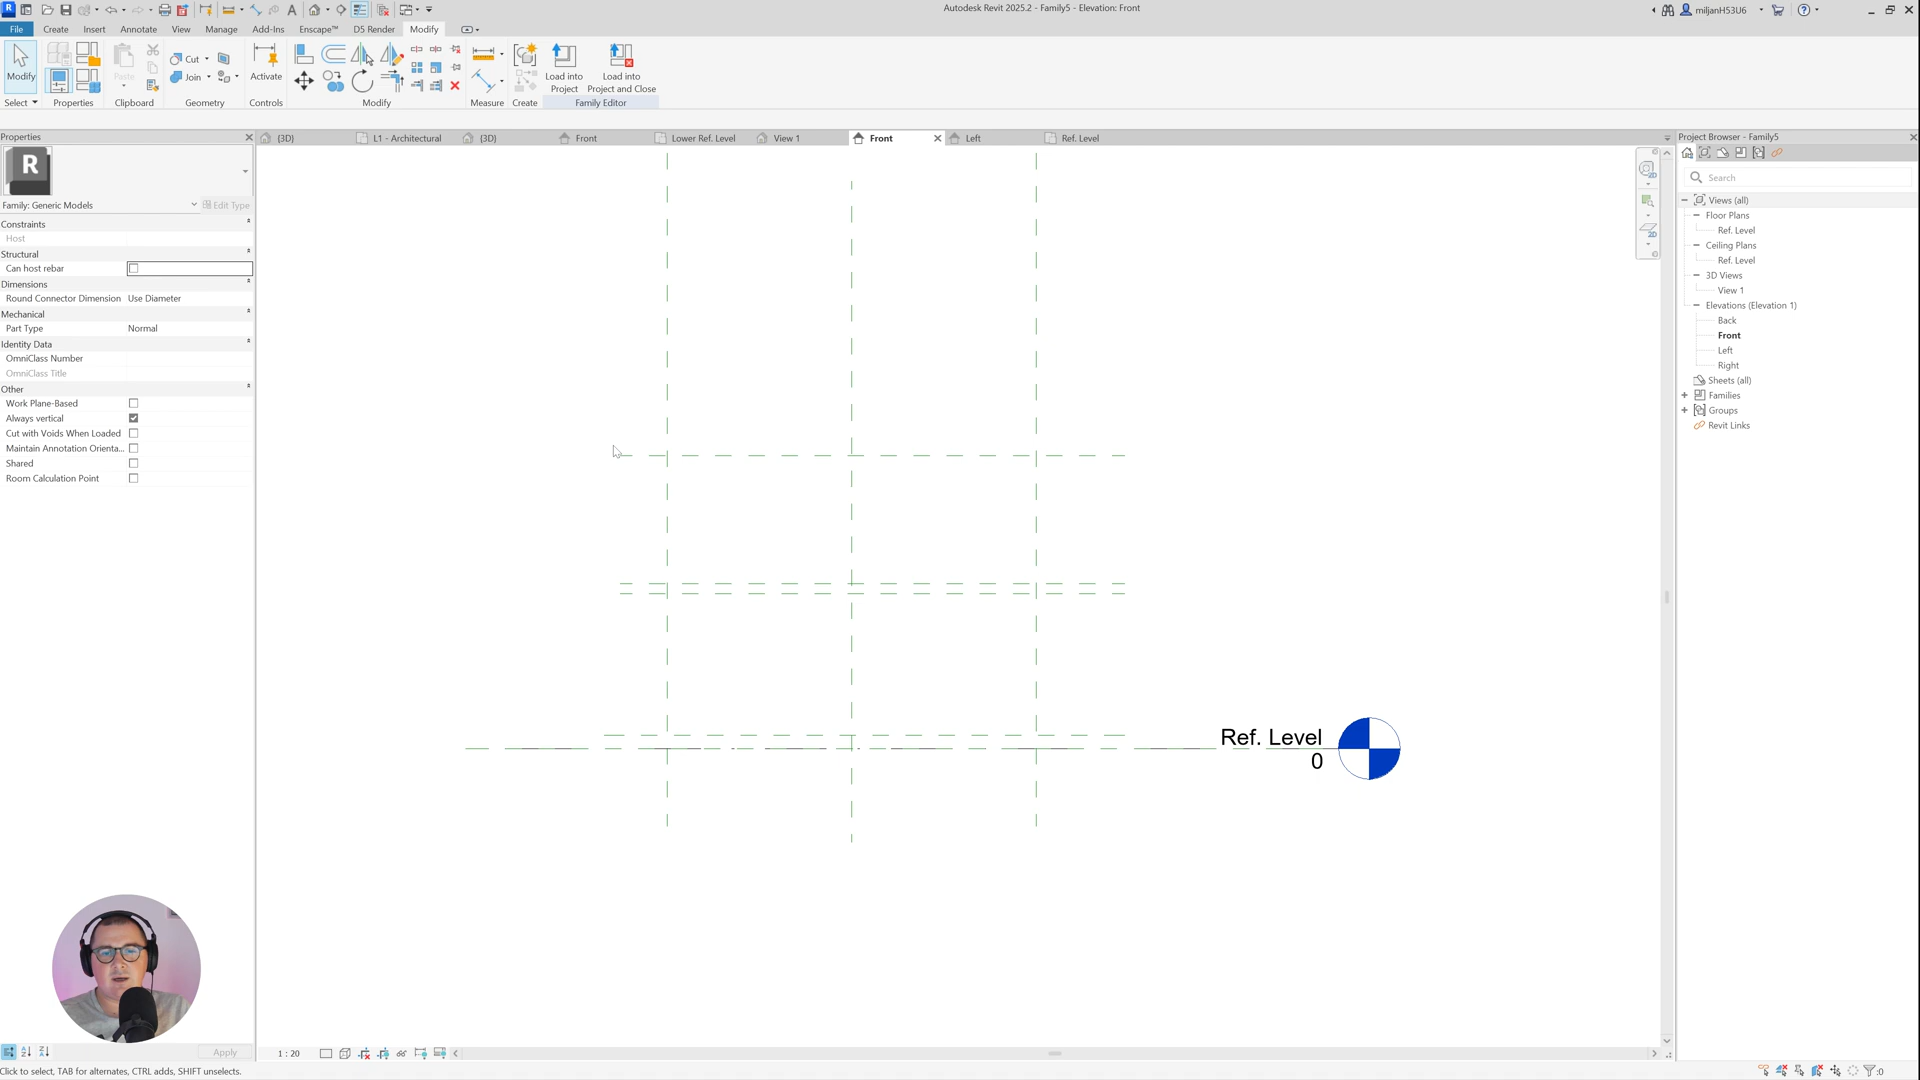 Autodesk Revit 2025.2 - Family5 - Elevation: Front
miljanH53U6
File
Create
Insert
Annotate
View
Manage
Add-Ins
Enscape™
D5 Render
Modify
Modify
Paste
Cut
Join
Activate
Load into
Project
Load into
Project and Close
Select
Properties
Clipboard
Geometry
Controls
Modify
Measure
Create
Family Editor
Properties
{3D}
L1 - Architectural
{3D}
Front
Lower Ref. Level
View 1
Front
Left
Ref. Level
Project Browser - Family5
R
Search
Family: Generic Models
Edit Type
Constraints
Host
Structural
Can host rebar
Dimensions
Round Connector Dimension Use Diameter
Mechanical
Part Type Normal
Identity Data
OmniClass Number
OmniClass Title
Other
Work Plane-Based
Always vertical
Cut with Voids When Loaded
Maintain Annotation Orienta...
Shared
Room Calculation Point
Views (all)
Floor Plans
Ref. Level
Ceiling Plans
Ref. Level
3D Views
View 1
Elevations (Elevation 1)
Back
Front
Left
Right
Sheets (all)
Families
Groups
Revit Links
2D
2D
Ref. Level
0
Apply
1 : 20
Click to select, TAB for alternates, CTRL adds, SHIFT unselects.
:0